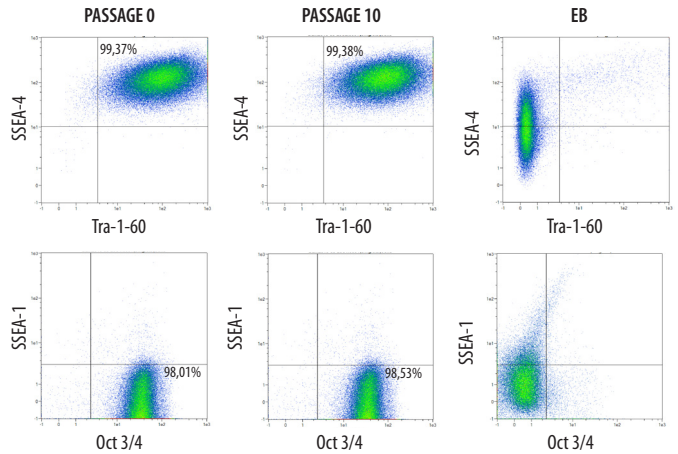 PASSAGE 0 PASSAGE 10 EB
99,37% 99,38%
SSEA-4 SSEA-4 SSEA-4
Tra-1-60 Tra-1-60 Tra-1-60
SSEA-1 SSEA-1 SSEA-1
98,01% 98,53%
Oct 3/4 Oct 3/4 Oct 3/4